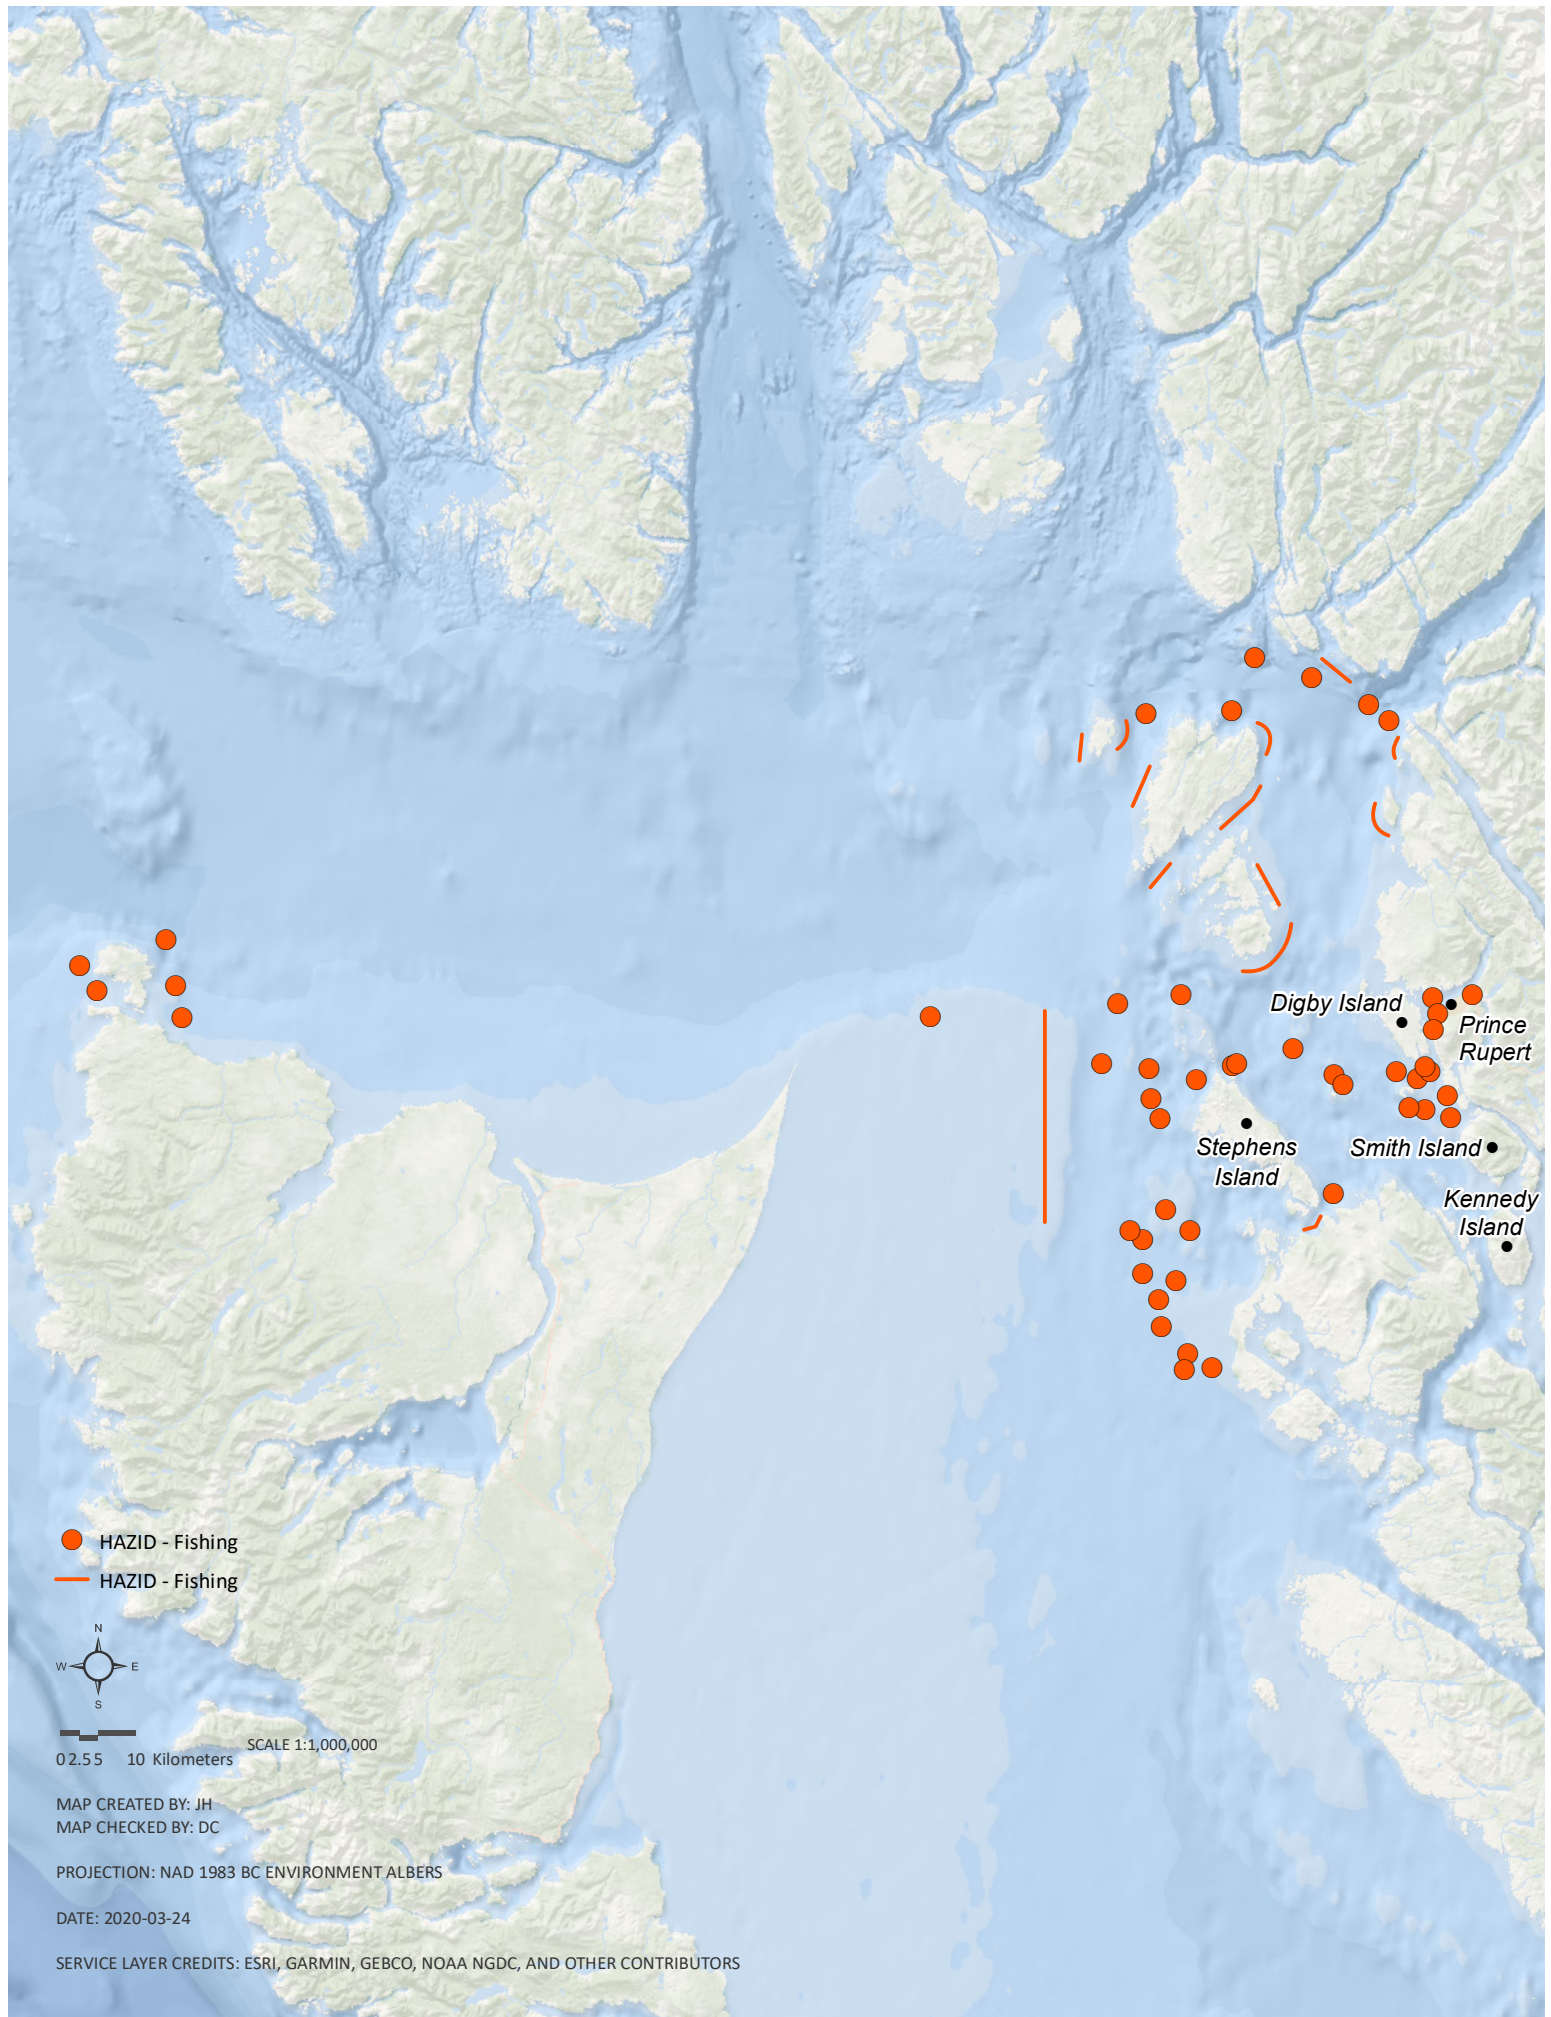 Digby Island
Prince
Rupert
Stephens
Island
Smith Island
Kennedy
Island
HAZID - Fishing
HAZID - Fishing
N
W E
S
0 2.5 5 10 Kilometers
SCALE 1:1,000,000
MAP CREATED BY: JH
MAP CHECKED BY: DC
PROJECTION: NAD 1983 BC ENVIRONMENT ALBERS
DATE: 2020-03-24
SERVICE LAYER CREDITS: ESRI, GARMIN, GEBCO, NOAA NGDC, AND OTHER CONTRIBUTORS